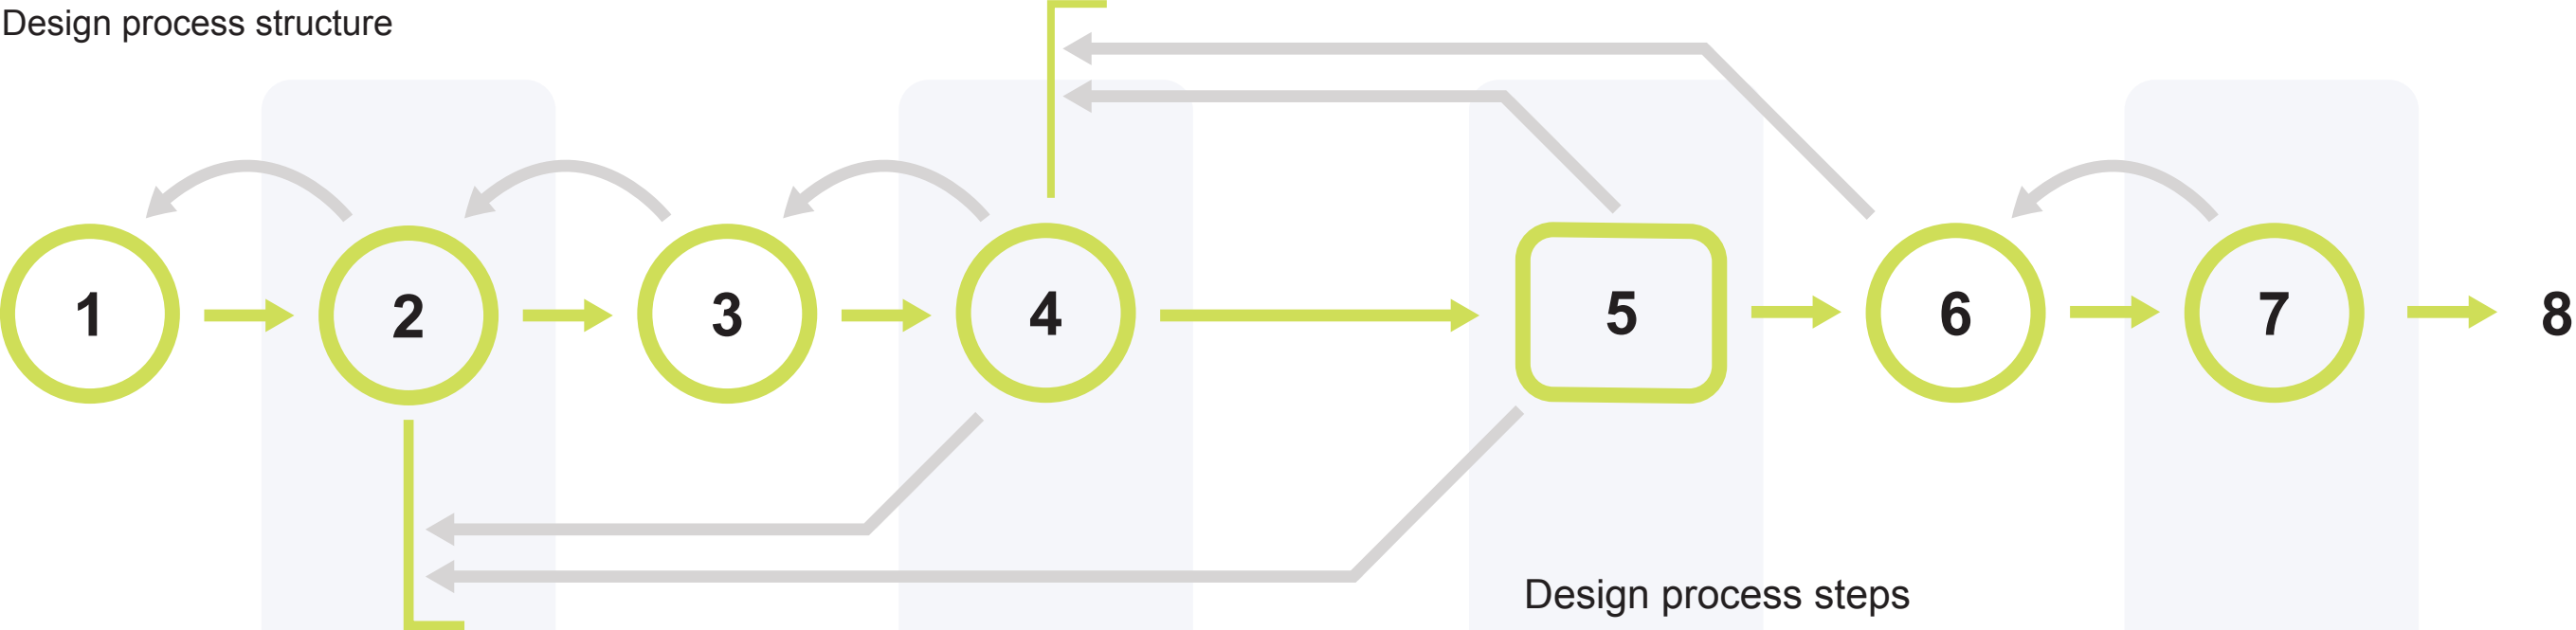 Design process structure
1 2 3 4 5 6 7 8
Design process steps